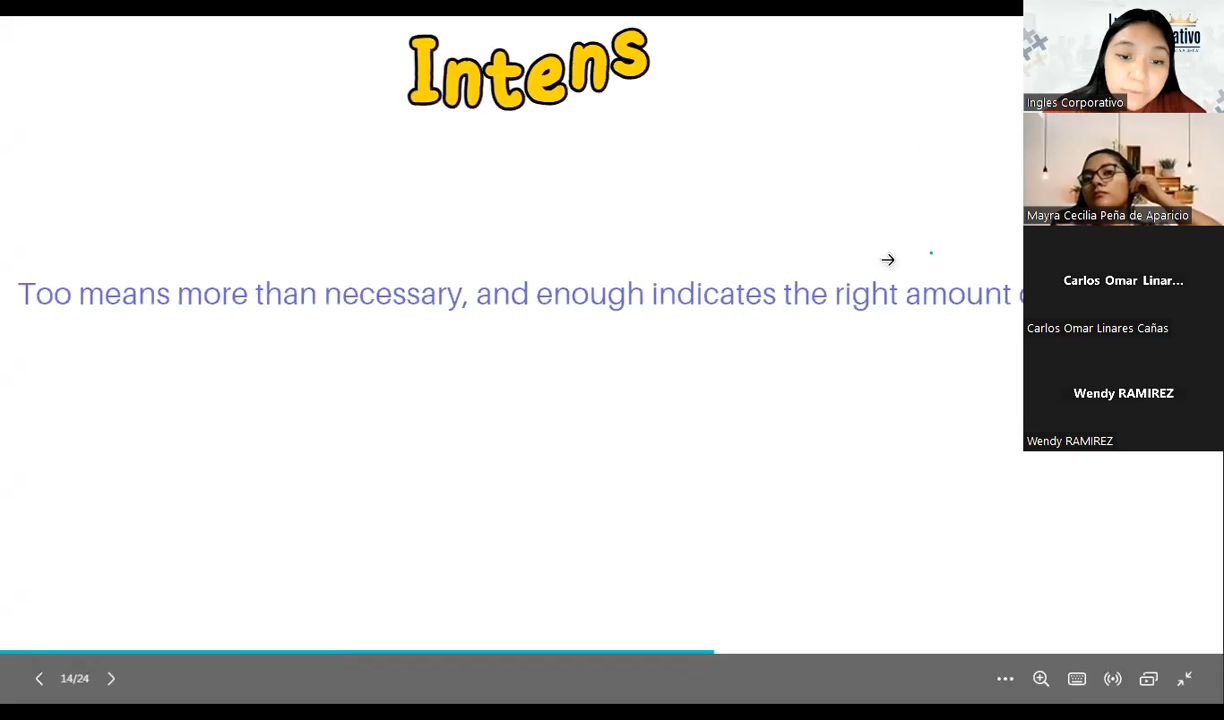 Intens
Too means more than necessary, and enough indicates the right amount
14/24
Ingles Corporativo
Mayra Cecilia Peña de Aparicio
Carlos Omar Linar...
Carlos Omar Linares Cañas
Wendy RAMIREZ
Wendy RAMIREZ